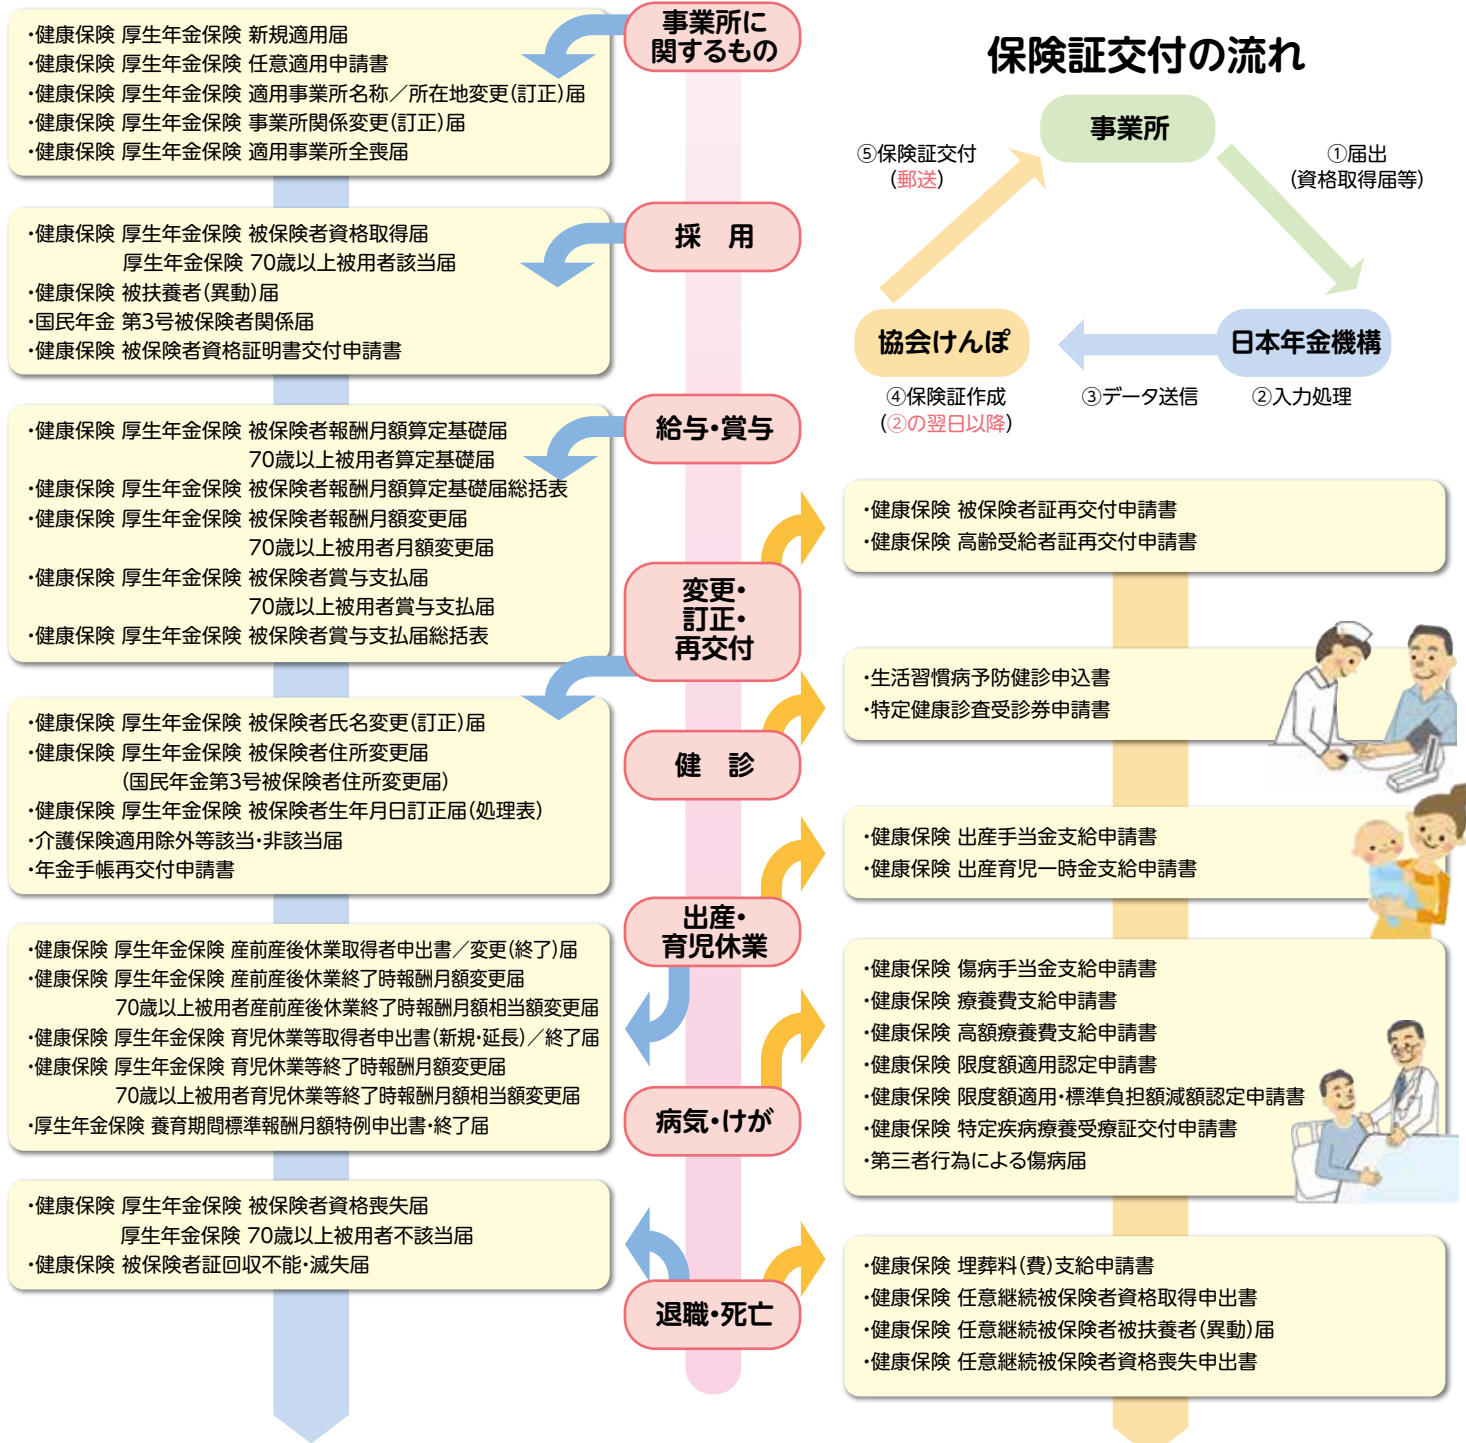 事業所に
関するもの
・健康保険 厚生年金保険 新規適用届
・健康保険 厚生年金保険 任意適用申請書
・健康保険 厚生年金保険 適用事業所名称／所在地変更(訂正)届
・健康保険 厚生年金保険 事業所関係変更(訂正)届
・健康保険 厚生年金保険 適用事業所全喪届
採　用
・健康保険 厚生年金保険 被保険者資格取得届
厚生年金保険 70歳以上被用者該当届
・健康保険 被扶養者(異動)届
・国民年金 第3号被保険者関係届
・健康保険 被保険者資格証明書交付申請書
給与・賞与
・健康保険 厚生年金保険 被保険者報酬月額算定基礎届
70歳以上被用者算定基礎届
・健康保険 厚生年金保険 被保険者報酬月額算定基礎届総括表
・健康保険 厚生年金保険 被保険者報酬月額変更届
70歳以上被用者月額変更届
・健康保険 厚生年金保険 被保険者賞与支払届
70歳以上被用者賞与支払届
・健康保険 厚生年金保険 被保険者賞与支払届総括表
変更・
訂正・
再交付
・健康保険 厚生年金保険 被保険者氏名変更(訂正)届
・健康保険 厚生年金保険 被保険者住所変更届
(国民年金第3号被保険者住所変更届)
・健康保険 厚生年金保険 被保険者生年月日訂正届(処理表)
・介護保険適用除外等該当・非該当届
・年金手帳再交付申請書
健　診
出産・
育児休業
・健康保険 厚生年金保険 産前産後休業取得者申出書／変更(終了)届
・健康保険 厚生年金保険 産前産後休業終了時報酬月額変更届
70歳以上被用者産前産後休業終了時報酬月額相当額変更届
・健康保険 厚生年金保険 育児休業等取得者申出書(新規・延長)／終了届
・健康保険 厚生年金保険 育児休業等終了時報酬月額変更届
70歳以上被用者育児休業等終了時報酬月額相当額変更届
・厚生年金保険 養育期間標準報酬月額特例申出書・終了届
病気・けが
・健康保険 厚生年金保険 被保険者資格喪失届
厚生年金保険 70歳以上被用者不該当届
・健康保険 被保険者証回収不能・滅失届
退職・死亡
保険証交付の流れ
事業所
⑤保険証交付
(郵送)
①届出
(資格取得届等)
協会けんぽ
日本年金機構
④保険証作成
(②の翌日以降)
③データ送信
②入力処理
・健康保険 被保険者証再交付申請書
・健康保険 高齢受給者証再交付申請書
・生活習慣病予防健診申込書
・特定健康診査受診券申請書
・健康保険 出産手当金支給申請書
・健康保険 出産育児一時金支給申請書
・健康保険 傷病手当金支給申請書
・健康保険 療養費支給申請書
・健康保険 高額療養費支給申請書
・健康保険 限度額適用認定申請書
・健康保険 限度額適用・標準負担額減額認定申請書
・健康保険 特定疾病療養受療証交付申請書
・第三者行為による傷病届
・健康保険 埋葬料(費)支給申請書
・健康保険 任意継続被保険者資格取得申出書
・健康保険 任意継続被保険者被扶養者(異動)届
・健康保険 任意継続被保険者資格喪失申出書